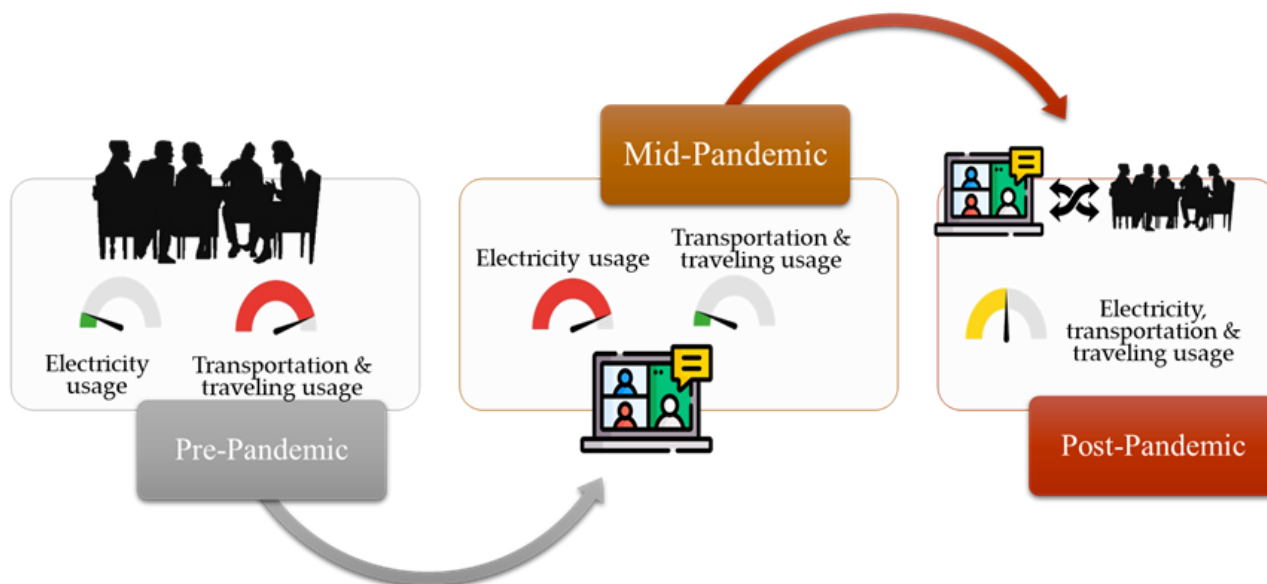 Electricity
usage
Transportation &
traveling usage
Pre-Pandemic
Mid-Pandemic
Electricity usage
Transportation &
traveling usage
Electricity,
transportation &
traveling usage
Post-Pandemic